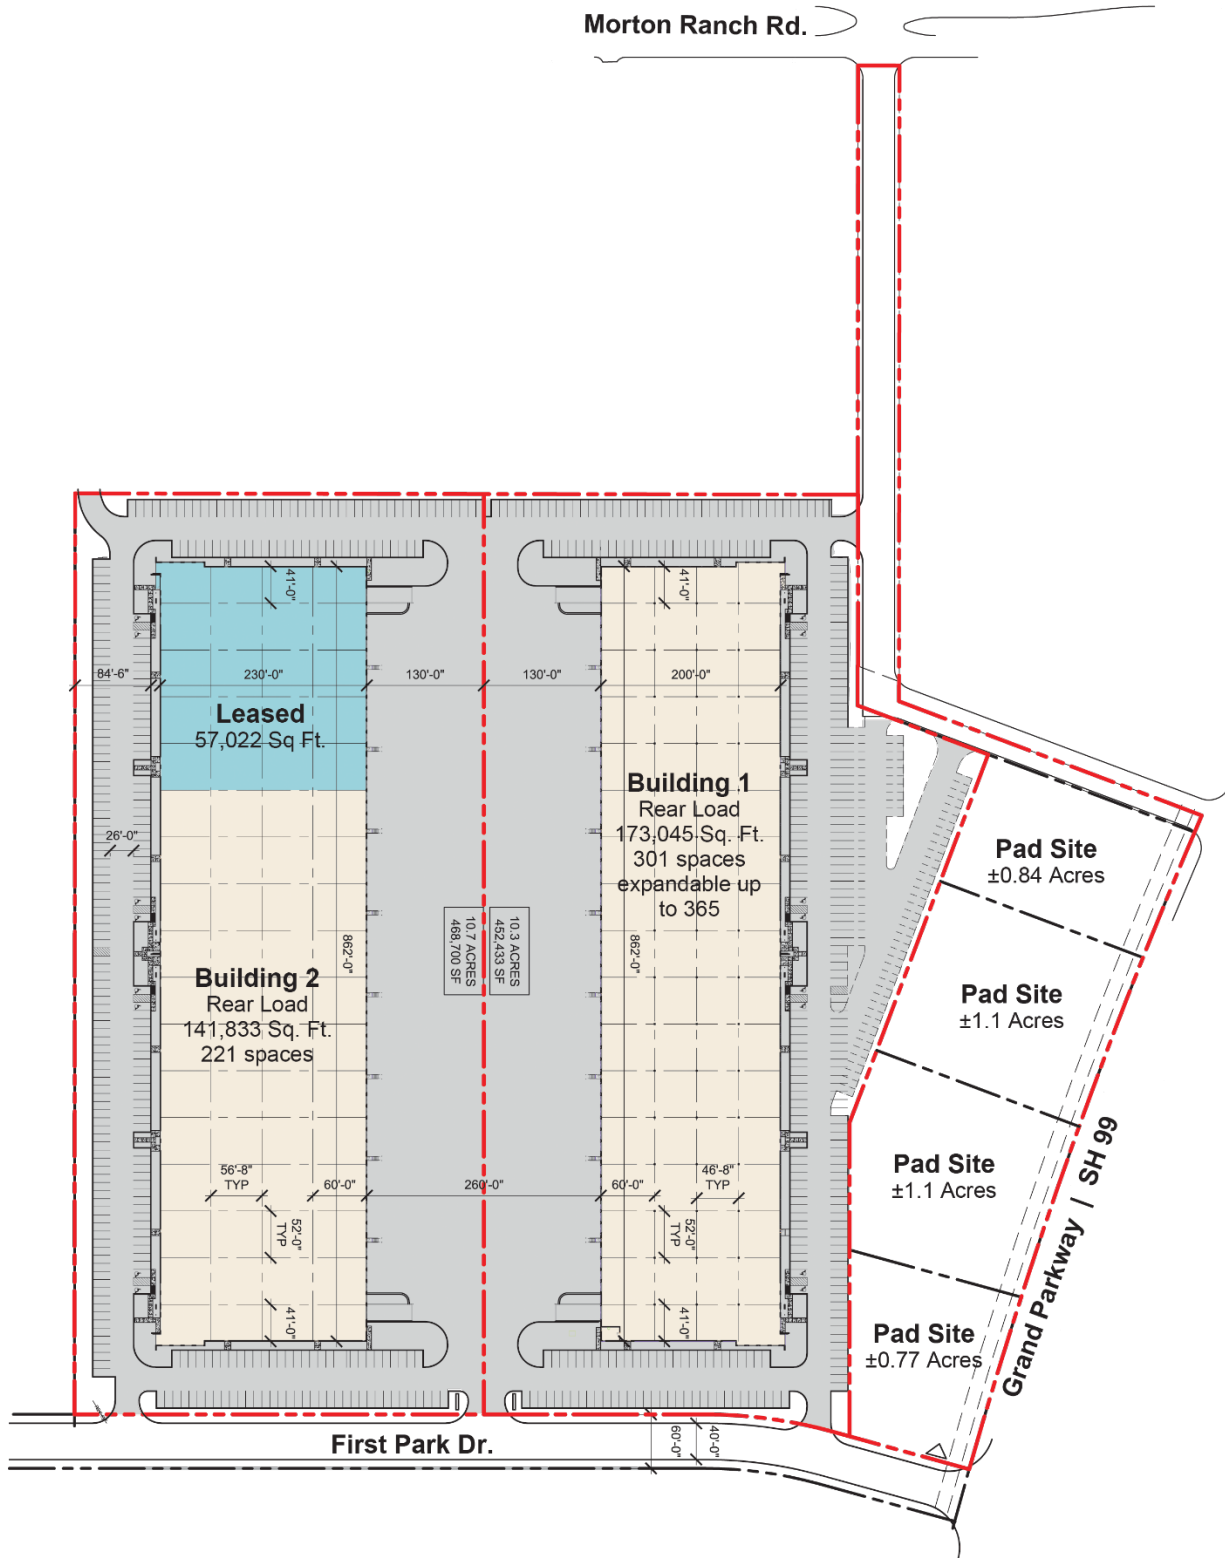 Morton Ranch Rd.
41'-0"
41'-0"
84'-6"
230'-0"
130'-0"
130'-0"
200'-0"
Leased
57,022 Sq Ft.
Building 1
Rear Load
173,045 Sq. Ft.
301 spaces
expandable up
to 365
26'-0"
Pad Site
±0.84 Acres
862'-0"
10.7 ACRES
468,700 SF
10.3 ACRES
452,433 SF
862'-0"
Building 2
Rear Load
141,833 Sq. Ft.
221 spaces
Pad Site
±1.1 Acres
Pad Site
±1.1 Acres
56'-8"
TYP
60'-0"
260'-0"
60'-0"
46'-8"
TYP
52'-0"
TYP
52'-0"
TYP
41'-0"
41'-0"
Pad Site
±0.77 Acres
Grand Parkway | SH 99
First Park Dr.
60'-0"
40'-0"